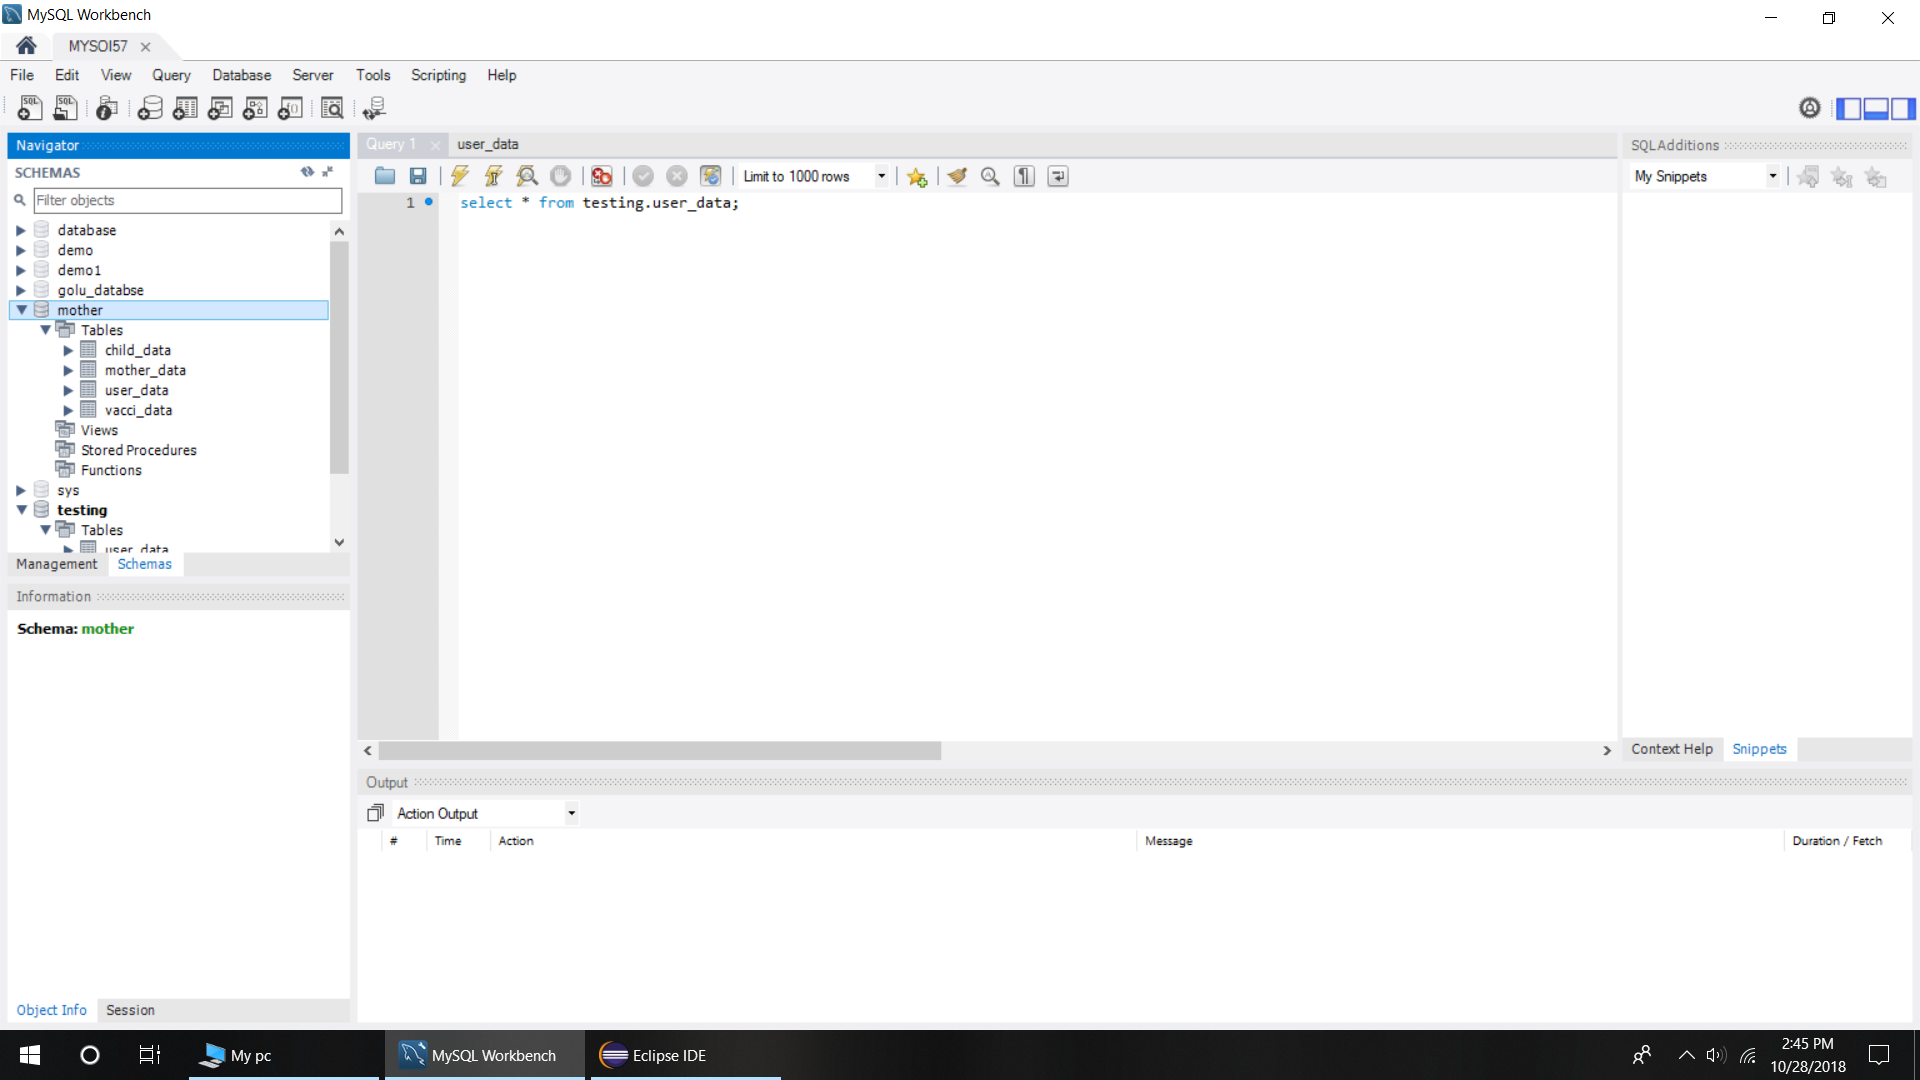 MySQL Workbench
MYSOI57
File Edit View Query Database Server Tools Scripting Help
Navigator
SCHEMAS
Filter objects
database
demo
demo1
golu_databse
mother
Tables
child_data
mother_data
user_data
vacci_data
Views
Stored Procedures
Functions
sys
testing
Tables
user_data
Management Schemas
Information
Schema: mother
Object Info Session
Query 1 user_data
Limit to 1000 rows
1 select * from testing.user_data;
SQLAdditions
My Snippets
Context Help Snippets
Output
Action Output
# Time Action Message Duration / Fetch
My pc MySQL Workbench Eclipse IDE
2:45 PM
10/28/2018